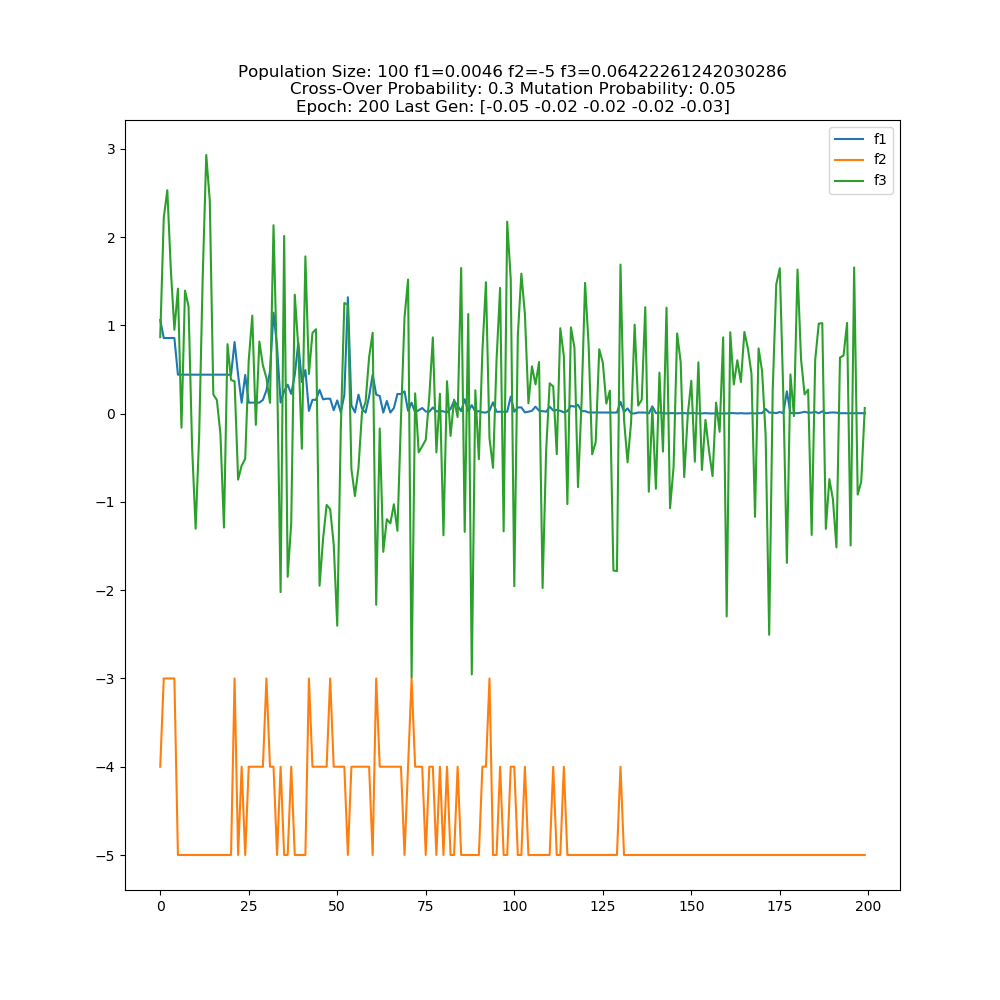 Population Size: 100 f1=0.0046 f2=-5 f3=0.06422261242030286
Cross-Over Probability: 0.3 Mutation Probability: 0.05
Epoch: 200 Last Gen: [-0.05 -0.02 -0.02 -0.02 -0.03]
f1
f2
f3
3
2
1
0
−1
−2
−3
−4
−5
0 25 50 75 100 125 150 175 200